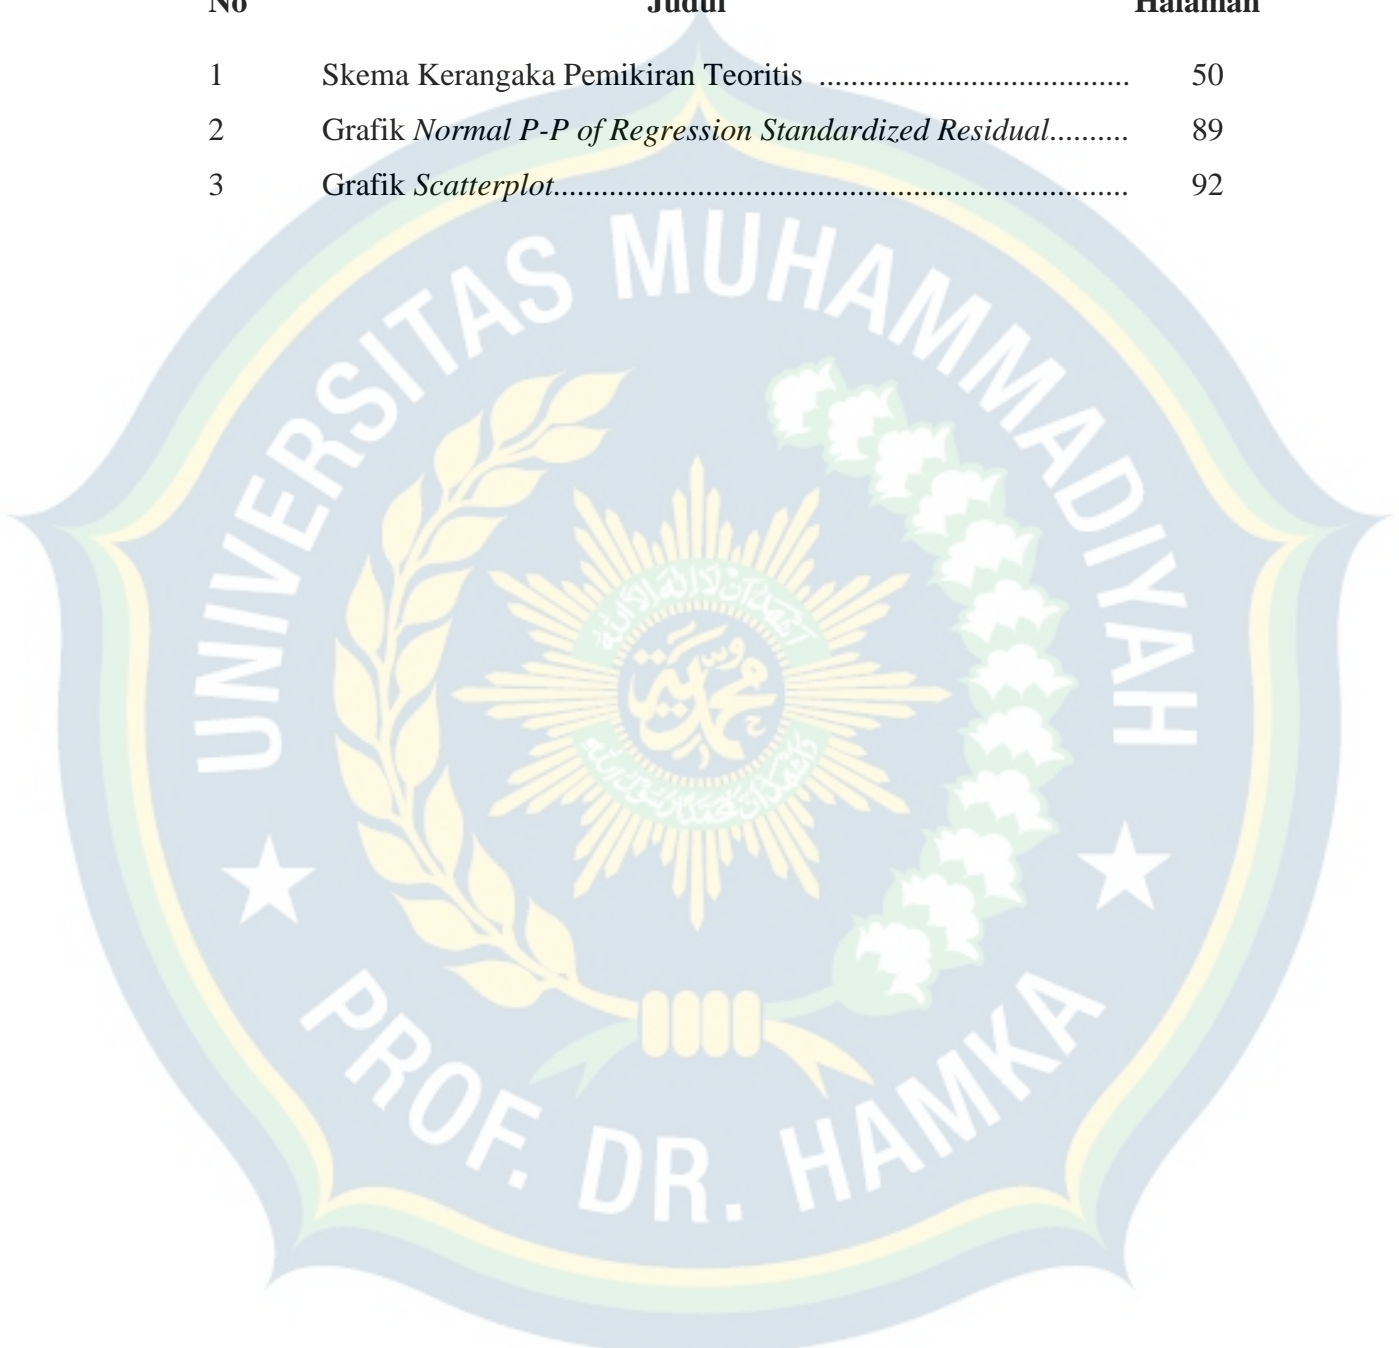 No Judul Halaman
1 Skema Kerangaka Pemikiran Teoritis ....................................... 50
2 Grafik Normal P-P of Regression Standardized Residual.......... 89
3 Grafik Scatterplot........................................................................ 92
UNIVERSITAS MUHAMMADIYAH
محمدية
PROF. DR. HAMKA